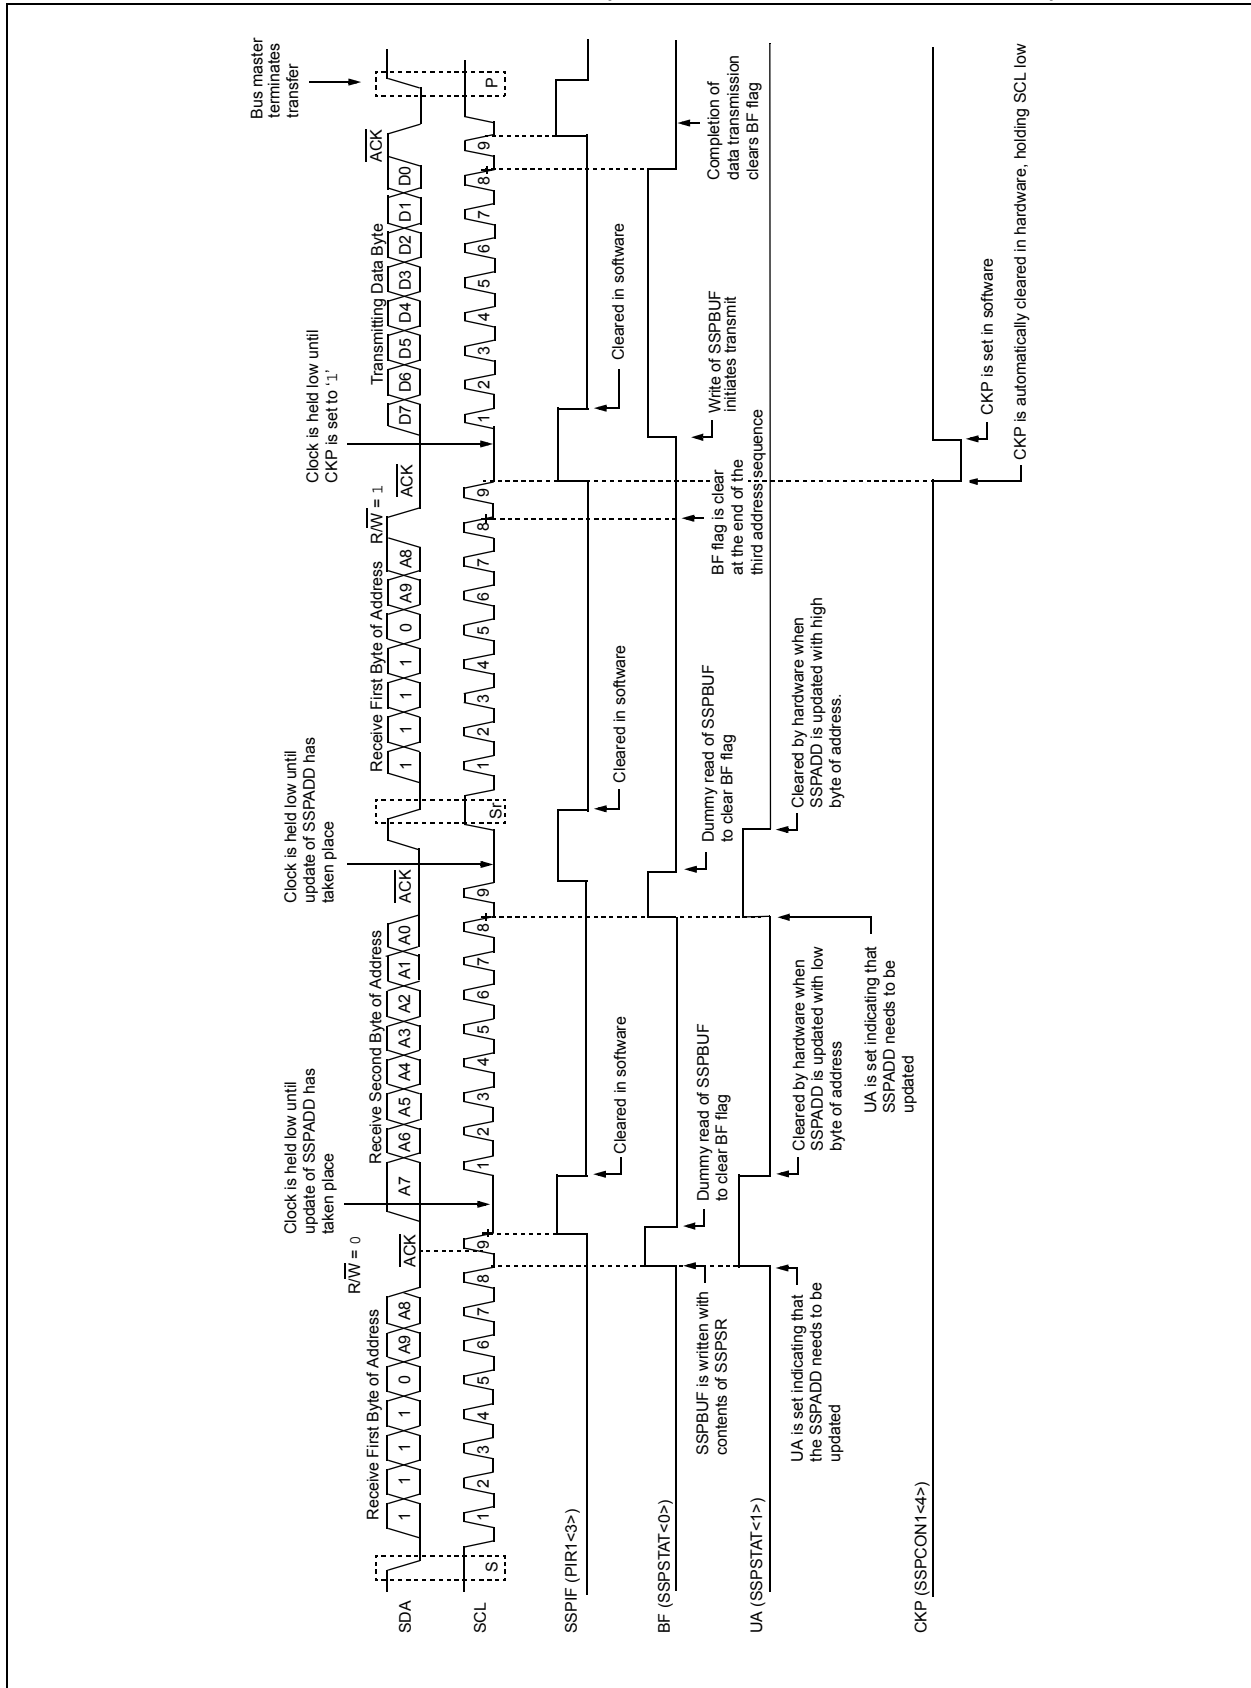 Bus master
terminates
transfer
Clock is held low until
CKP is set to ‘1’
Clock is held low until
update of SSPADD has
taken place
Clock is held low until
update of SSPADD has
taken place
R/W = 0
R/W = 1
Receive First Byte of Address
ACK
Receive Second Byte of Address
ACK
Receive First Byte of Address
ACK
Transmitting Data Byte
ACK
SDA
1 1 1 1 0 A9 A8 A7 A6 A5 A4 A3 A2 A1 A0 1 1 1 1 0 A9 A8 D7 D6 D5 D4 D3 D2 D1 D0
SCL
S 1 2 3 4 5 6 7 8 9 1 2 3 4 5 6 7 8 9 Sr 1 2 3 4 5 6 7 8 9 1 2 3 4 5 6 7 8 9 P
SSPIF (PIR1<3>)
Cleared in software
Cleared in software
Cleared in software
BF (SSPSTAT<0>)
SSPBUF is written with
contents of SSPSR
Dummy read of SSPBUF
to clear BF flag
Dummy read of SSPBUF
to clear BF flag
BF flag is clear
at the end of the
third address sequence
Write of SSPBUF
initiates transmit
Completion of
data transmission
clears BF flag
UA (SSPSTAT<1>)
UA is set indicating that
the SSPADD needs to be
updated
Cleared by hardware when
SSPADD is updated with low
byte of address
UA is set indicating that
SSPADD needs to be
updated
Cleared by hardware when
SSPADD is updated with high
byte of address.
CKP (SSPCON1<4>)
CKP is set in software
CKP is automatically cleared in hardware, holding SCL low